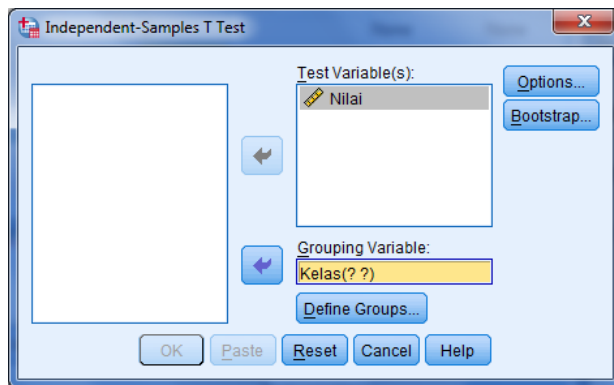 Independent-Samples T Test
Test Variable(s):
Nilai
Options...
Bootstrap...
Grouping Variable:
Kelas(? ?)
Define Groups...
OK Paste Reset Cancel Help